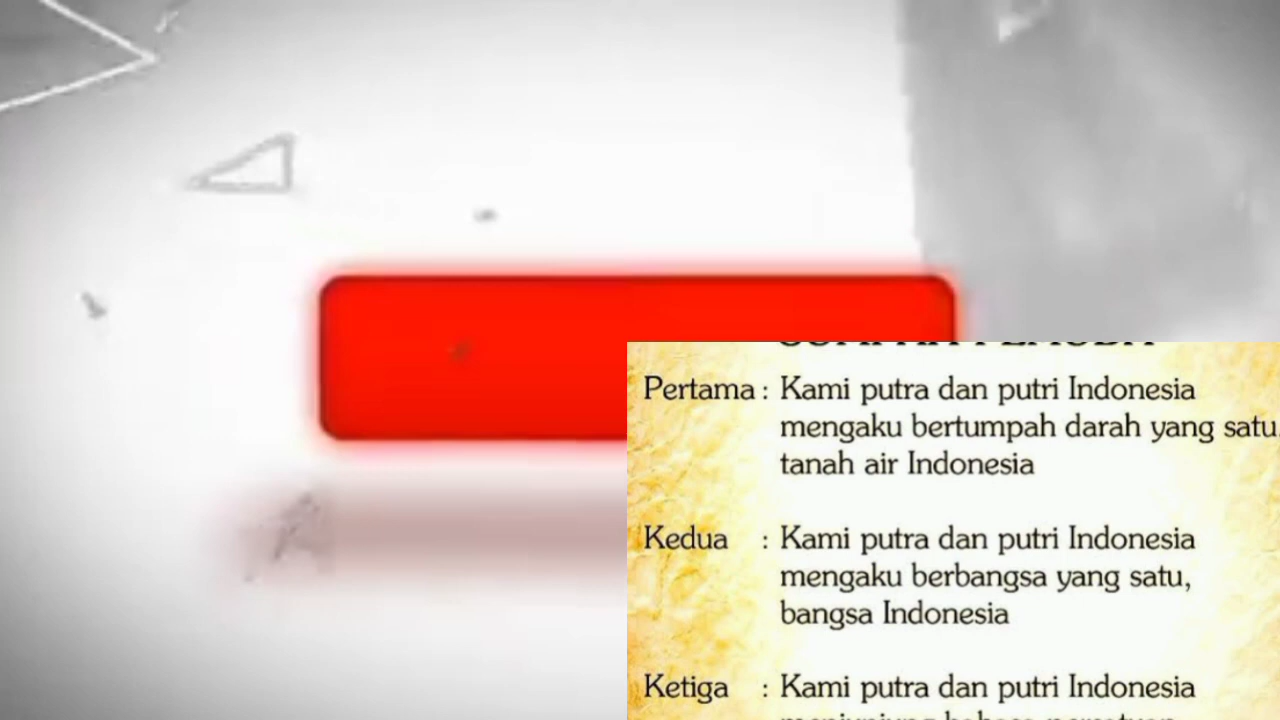 Pertama : Kami putra dan putri Indonesia
mengaku bertumpah darah yang satu,
tanah air Indonesia
Kedua : Kami putra dan putri Indonesia
mengaku berbangsa yang satu,
bangsa Indonesia
Ketiga : Kami putra dan putri Indonesia